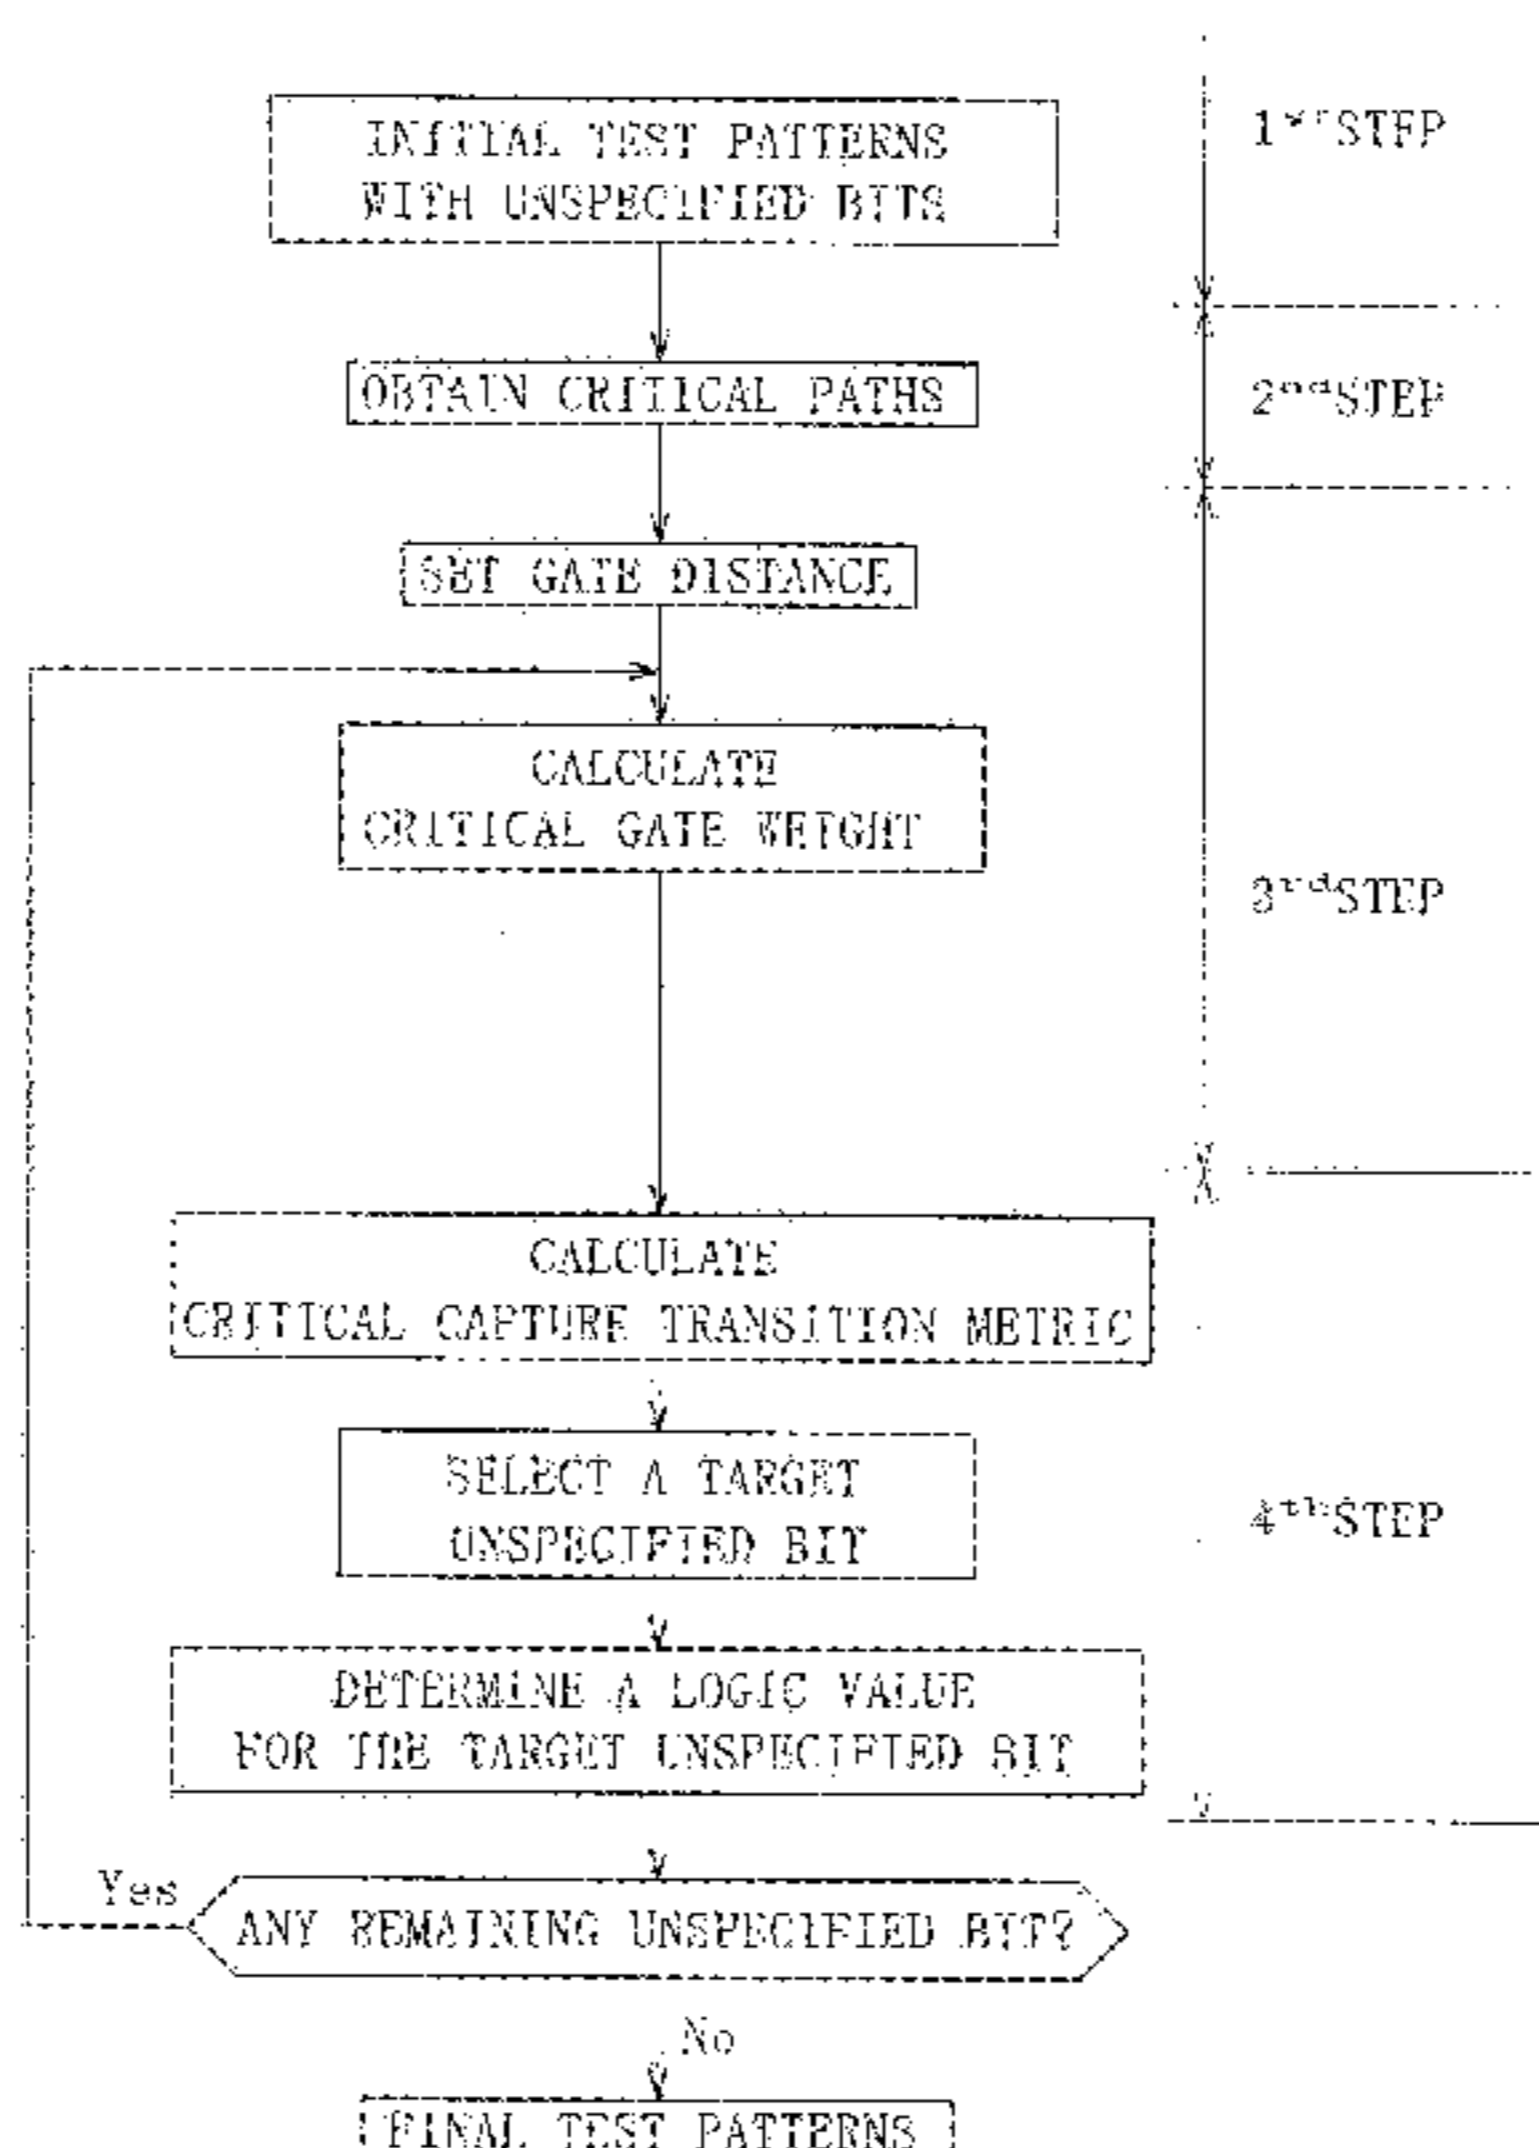 INITIAL TEST PATTERNS
WITH UNSPECIFIED BITS
1st STEP
OBTAIN CRITICAL PATHS
2nd STEP
SET GATE DISTANCE
CALCULATE
CRITICAL GATE WEIGHT
3rd STEP
CALCULATE
CRITICAL CAPTURE TRANSITION METRIC
SELECT A TARGET
UNSPECIFIED BIT
4th STEP
DETERMINE A LOGIC VALUE
FOR THE TARGET UNSPECIFIED BIT
Yes
ANY REMAINING UNSPECIFIED BIT?
No
FINAL TEST PATTERNS